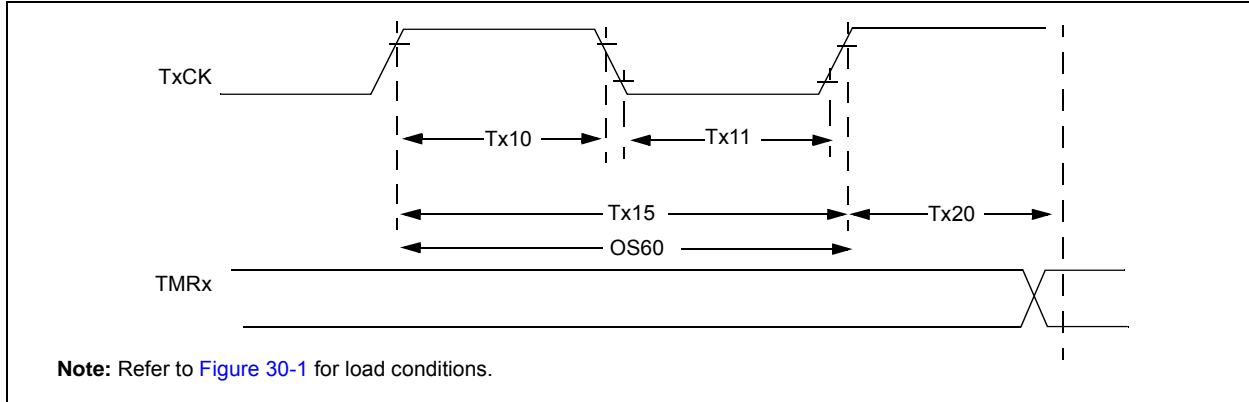 TxCK
Tx10
Tx11
Tx15
Tx20
OS60
TMRx
Note: Refer to Figure 30-1 for load conditions.